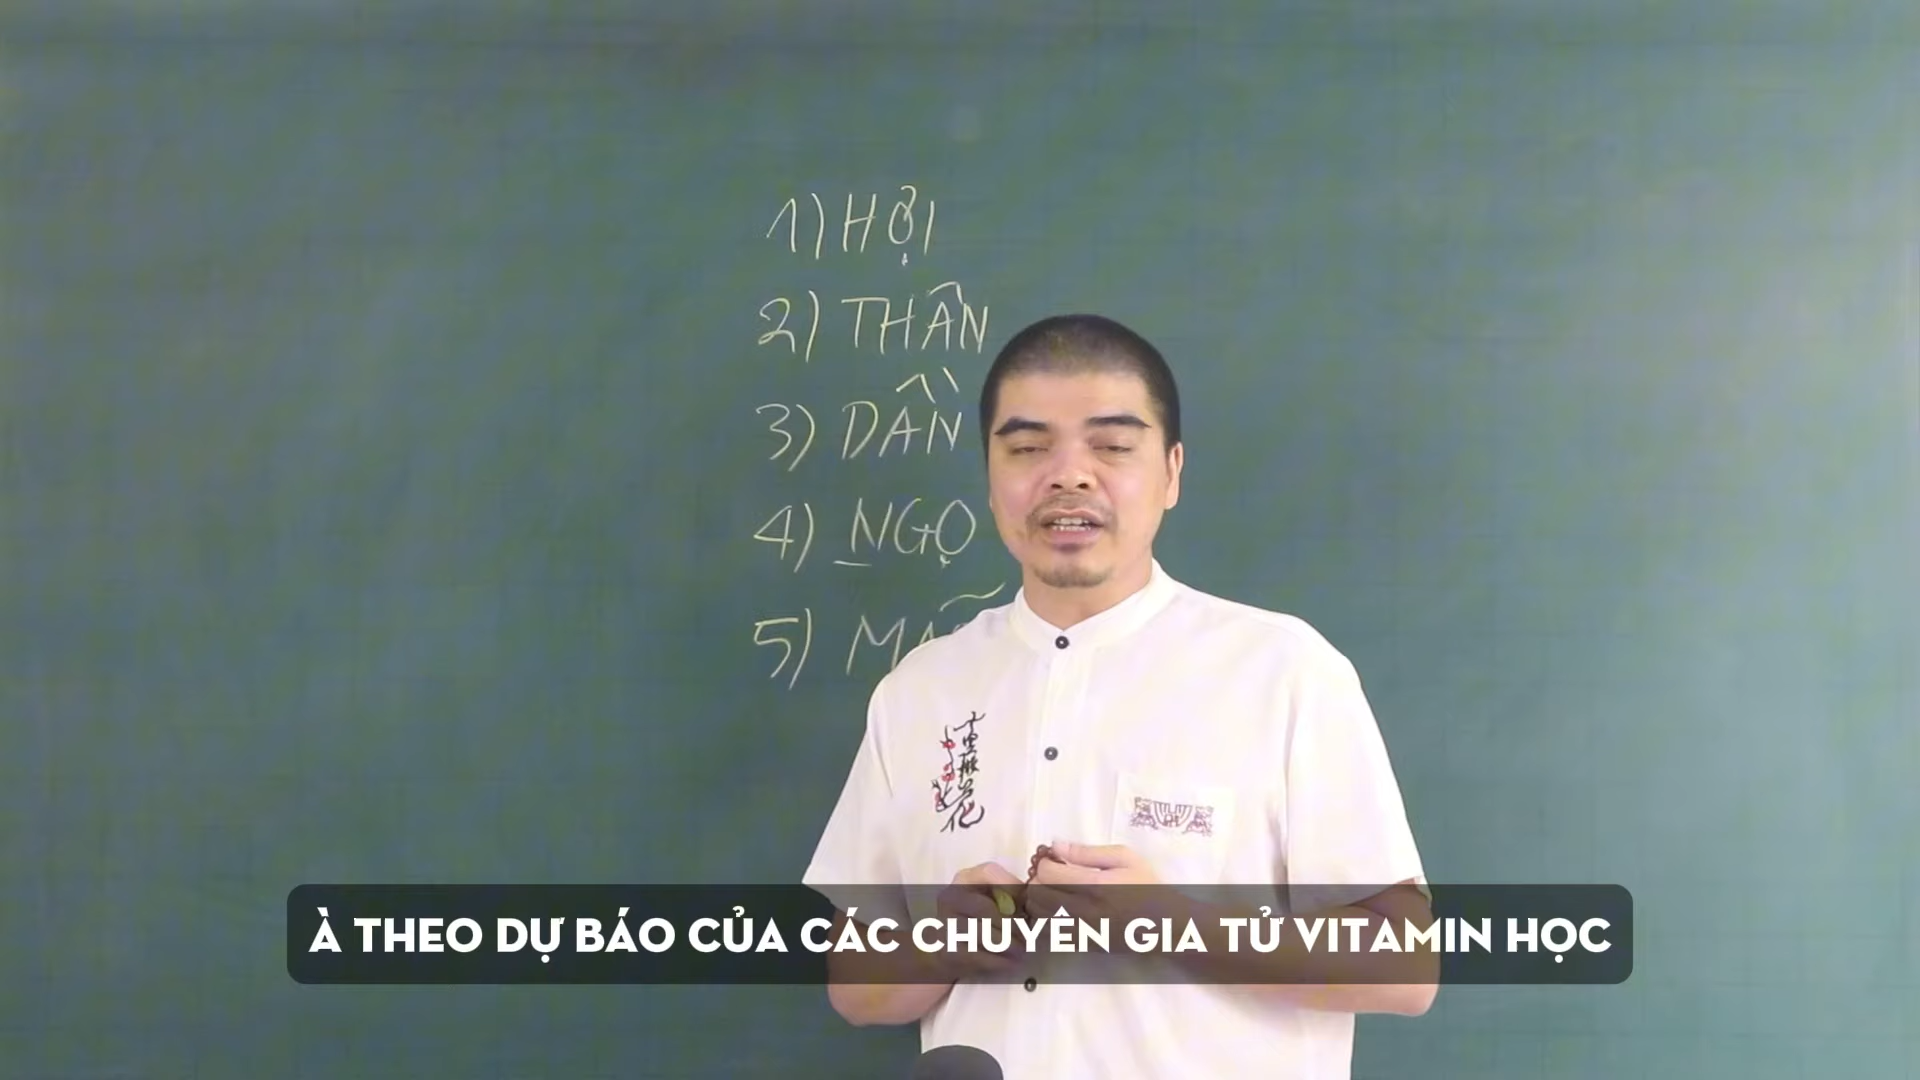 1) HỢI
2) THÂN
3) DẦN
4) NGỌ
5)
À THEO DỰ BÁO CỦA CÁC CHUYÊN GIA TỬ VITAMIN HỌC